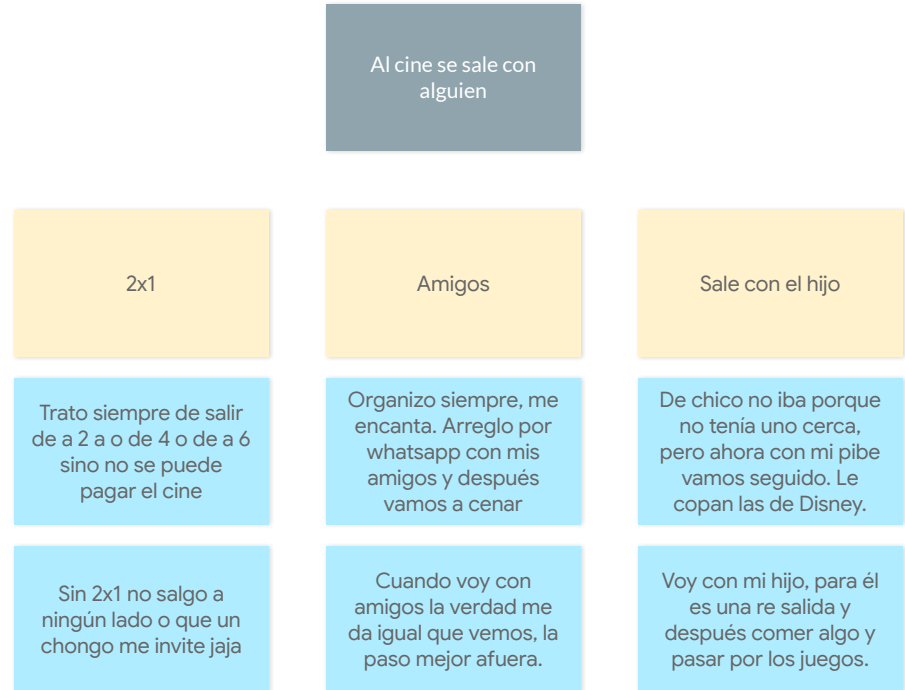 Al cine se sale con
alguien
2x1
Amigos
Sale con el hijo
Trato siempre de salir
de a 2 a o de 4 o de a 6
sino no se puede
pagar el cine
Organizo siempre, me
encanta. Arreglo por
whatsapp con mis
amigos y después
vamos a cenar
De chico no iba porque
no tenía uno cerca,
pero ahora con mi pibe
vamos seguido. Le
copan las de Disney.
Sin 2x1 no salgo a
ningún lado o que un
chongo me invite jaja
Cuando voy con
amigos la verdad me
da igual que vemos, la
paso mejor afuera.
Voy con mi hijo, para él
es una re salida y
después comer algo y
pasar por los juegos.